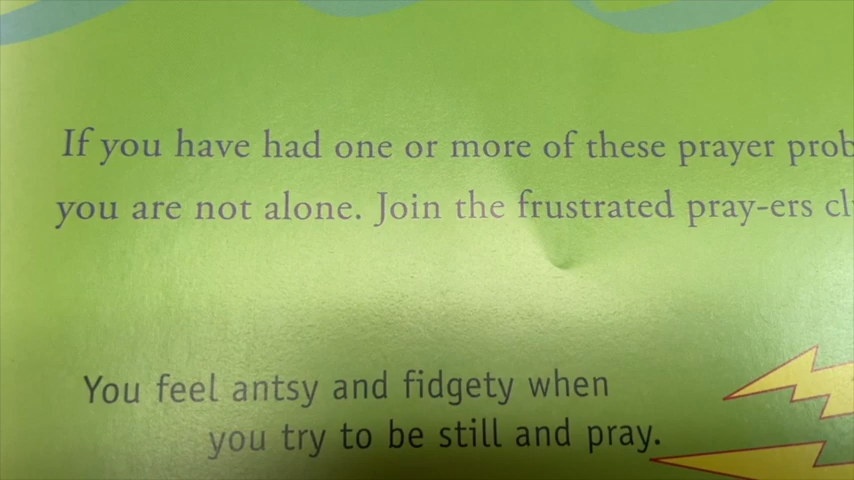 If you have had one or more of these prayer
you are not alone. Join the frustrated pray-ers
You feel antsy and fidgety when
you try to be still and pray.